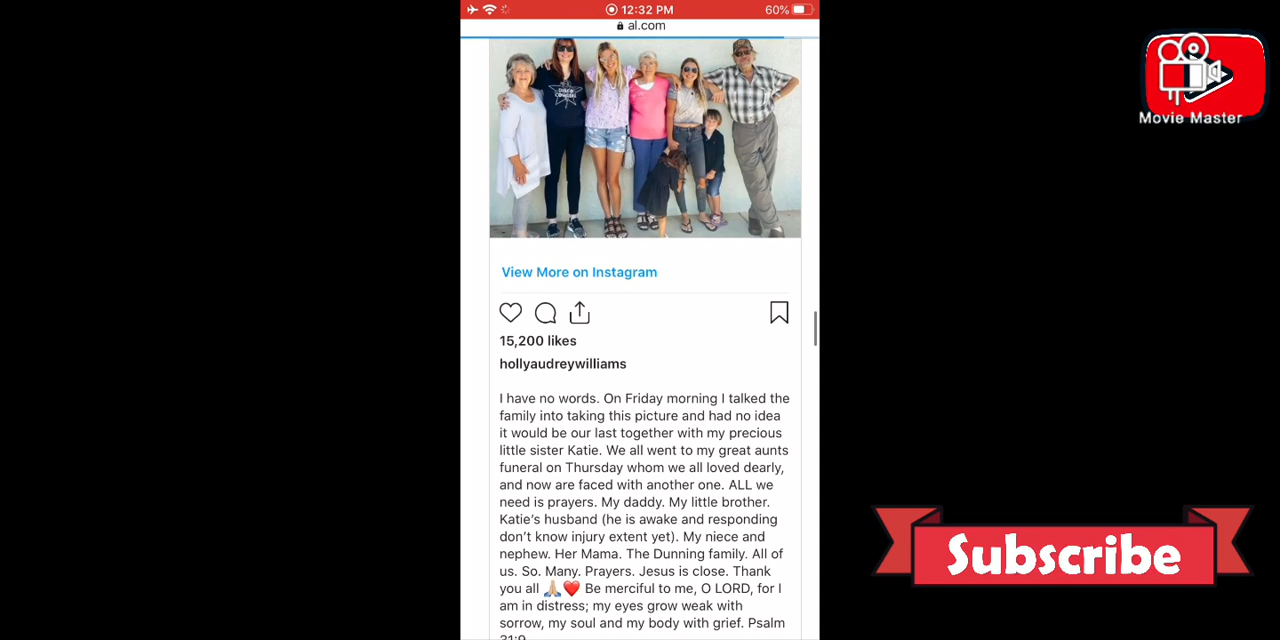 12:32 PM
60%
al.com
Movie Master
View More on Instagram
15,200 likes
hollyaudreywilliams
I have no words. On Friday morning I talked the
family into taking this picture and had no idea
it would be our last together with my precious
little sister Katie. We all went to my great aunts
funeral on Thursday whom we all loved dearly,
and now are faced with another one. ALL we
need is prayers. My daddy. My little brother.
Katie's husband (he is awake and responding
don't know injury extent yet). My niece and
nephew. Her Mama. The Dunning family. All of
us. So. Many. Prayers. Jesus is close. Thank
you all 🙏🏼❤️ Be merciful to me, O LORD, for I
am in distress; my eyes grow weak with
sorrow, my soul and my body with grief. Psalm
31:9
Subscribe